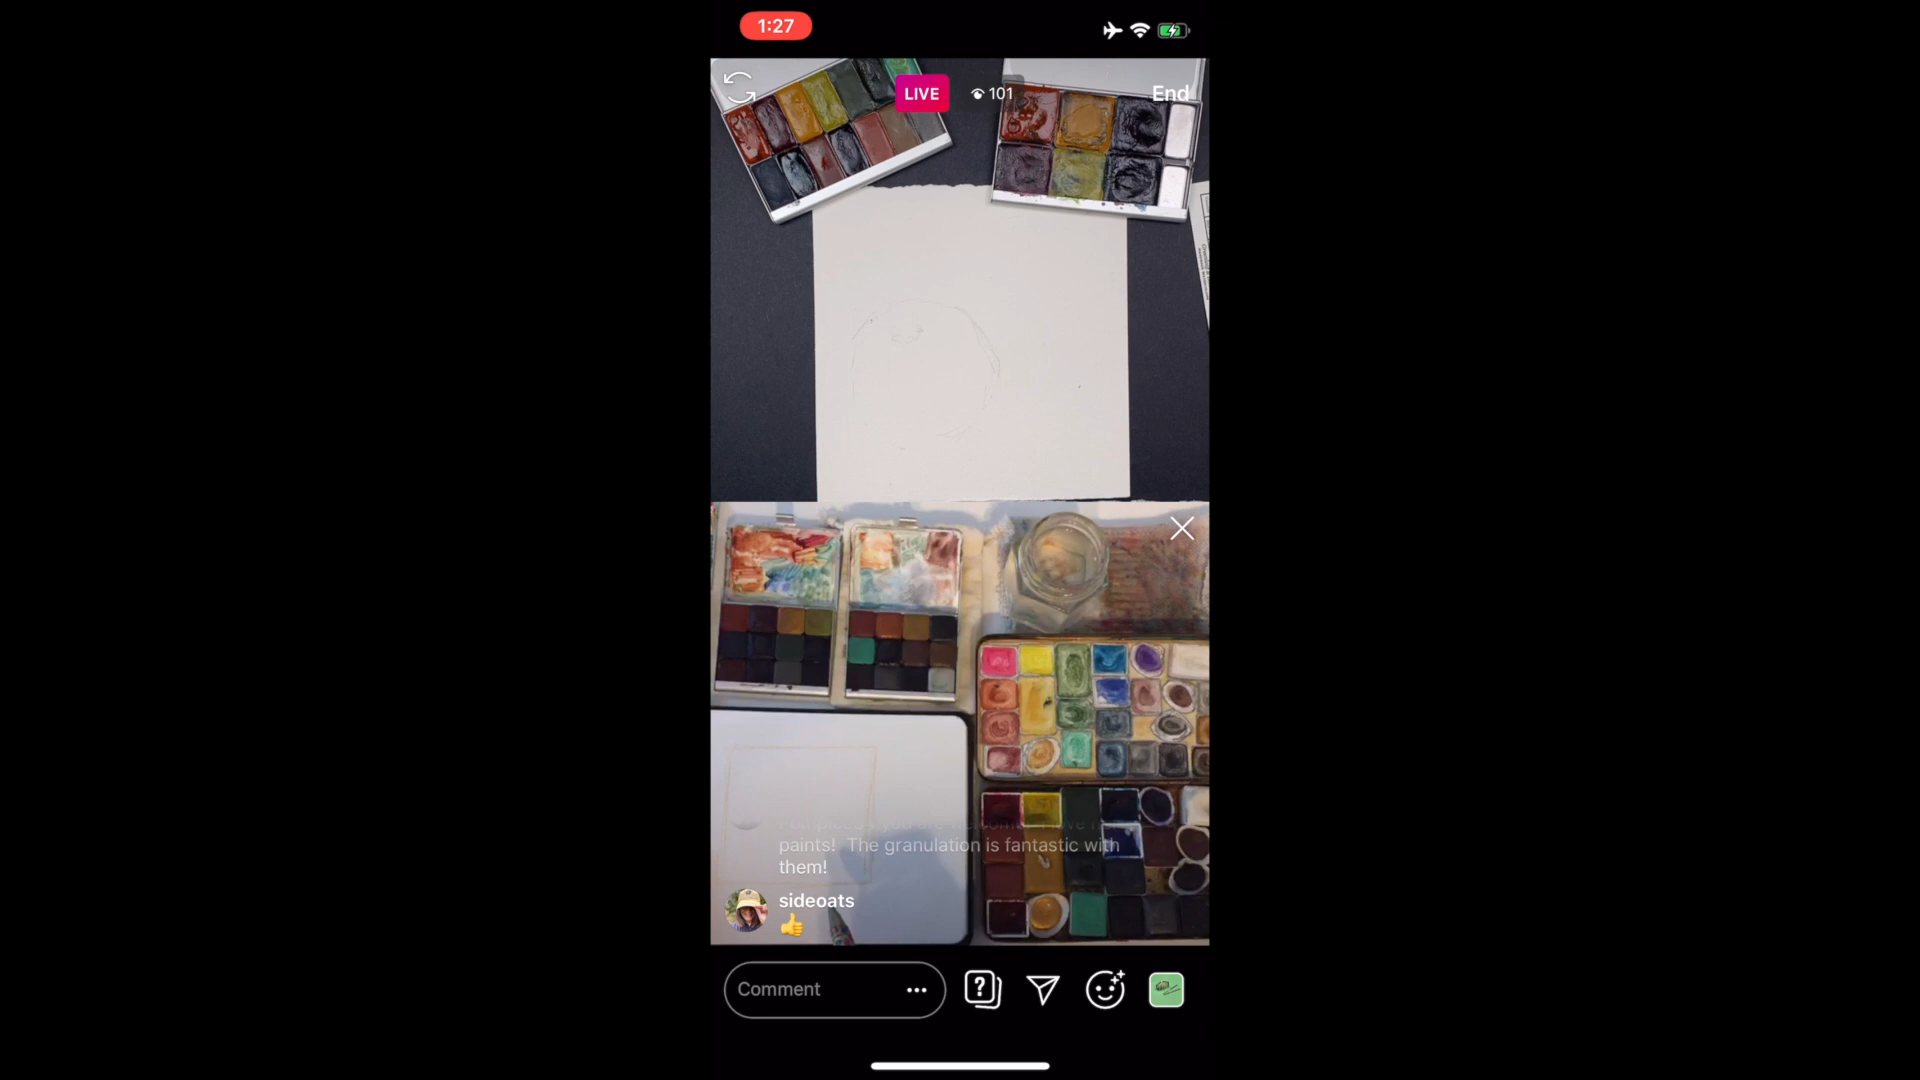 1:27
LIVE
101
End
paints! The granulation is fantastic with
them!
sideoats
👍
Comment